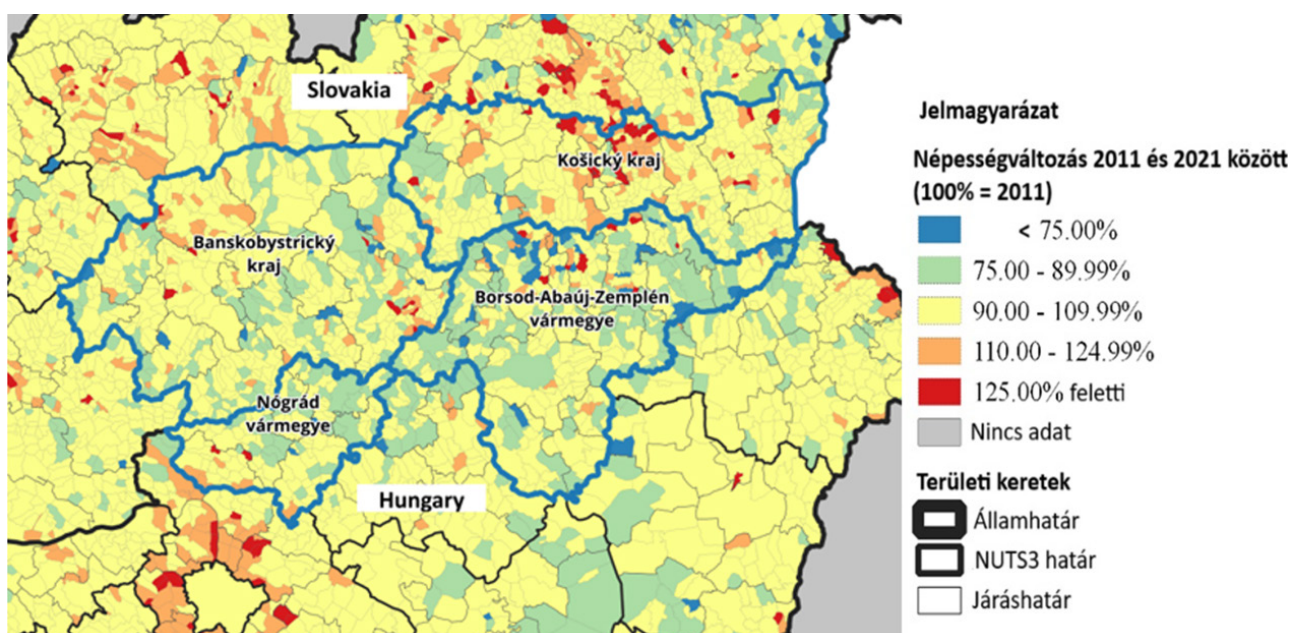 Slovakia
Košický kraj
Banskobystrický
kraj
Borsod-Abaúj-Zemplén
vármegye
Nógrád
vármegye
Hungary
Jelmagyarázat
Népességváltozás 2011 és 2021 között
(100% = 2011)
< 75.00%
75.00 - 89.99%
90.00 - 109.99%
110.00 - 124.99%
125.00% feletti
Nincs adat
Területi keretek
Államhatár
NUTS3 határ
Járáshatár